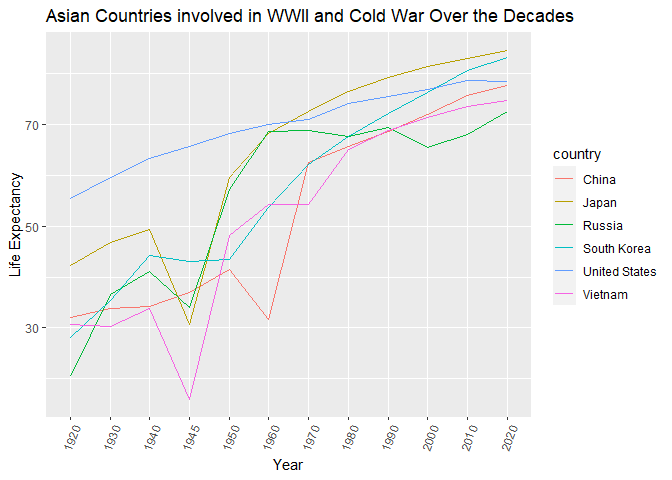 Asian Countries involved in WWII and Cold War Over the Decades
70
50
30
Life Expectancy
1920 1930 1940 1945 1950 1960 1970 1980 1990 2000 2010 2020
Year
country
China
Japan
Russia
South Korea
United States
Vietnam